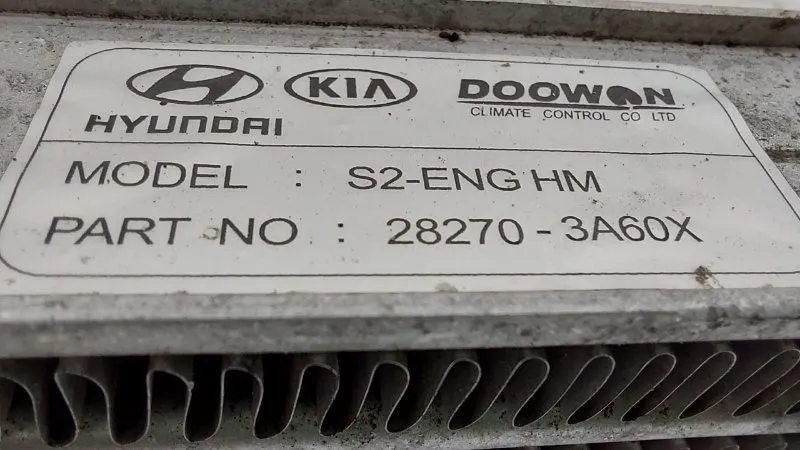 HYUNDAI KIA DOOWON
CLIMATE CONTROL CO LTD
MODEL : S2-ENG HM
PART NO : 28270 - 3A60X